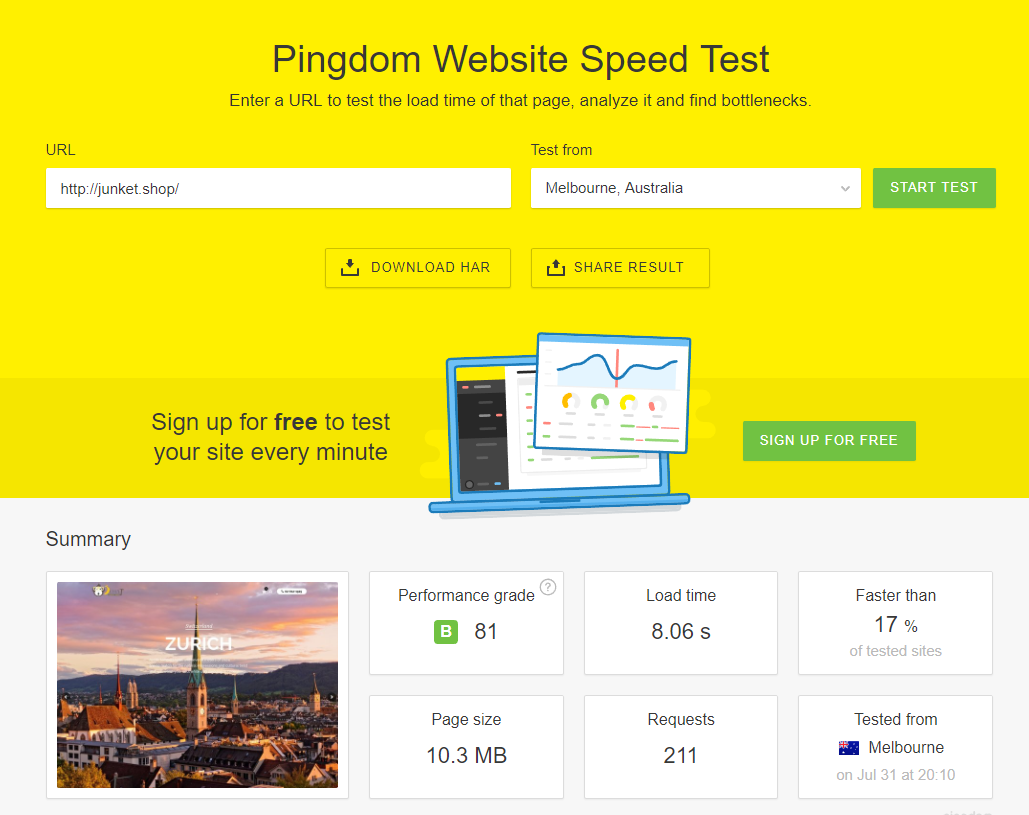 Pingdom Website Speed Test
Enter a URL to test the load time of that page, analyze it and find bottlenecks.
URL
Test from
http://junket.shop/
Melbourne, Australia
START TEST
DOWNLOAD HAR
SHARE RESULT
Sign up for free to test
your site every minute
SIGN UP FOR FREE
Summary
Performance grade
?
B 81
Load time
8.06 s
Faster than
17 %
of tested sites
Switzerland
ZURICH
Page size
10.3 MB
Requests
211
Tested from
Melbourne
on Jul 31 at 20:10